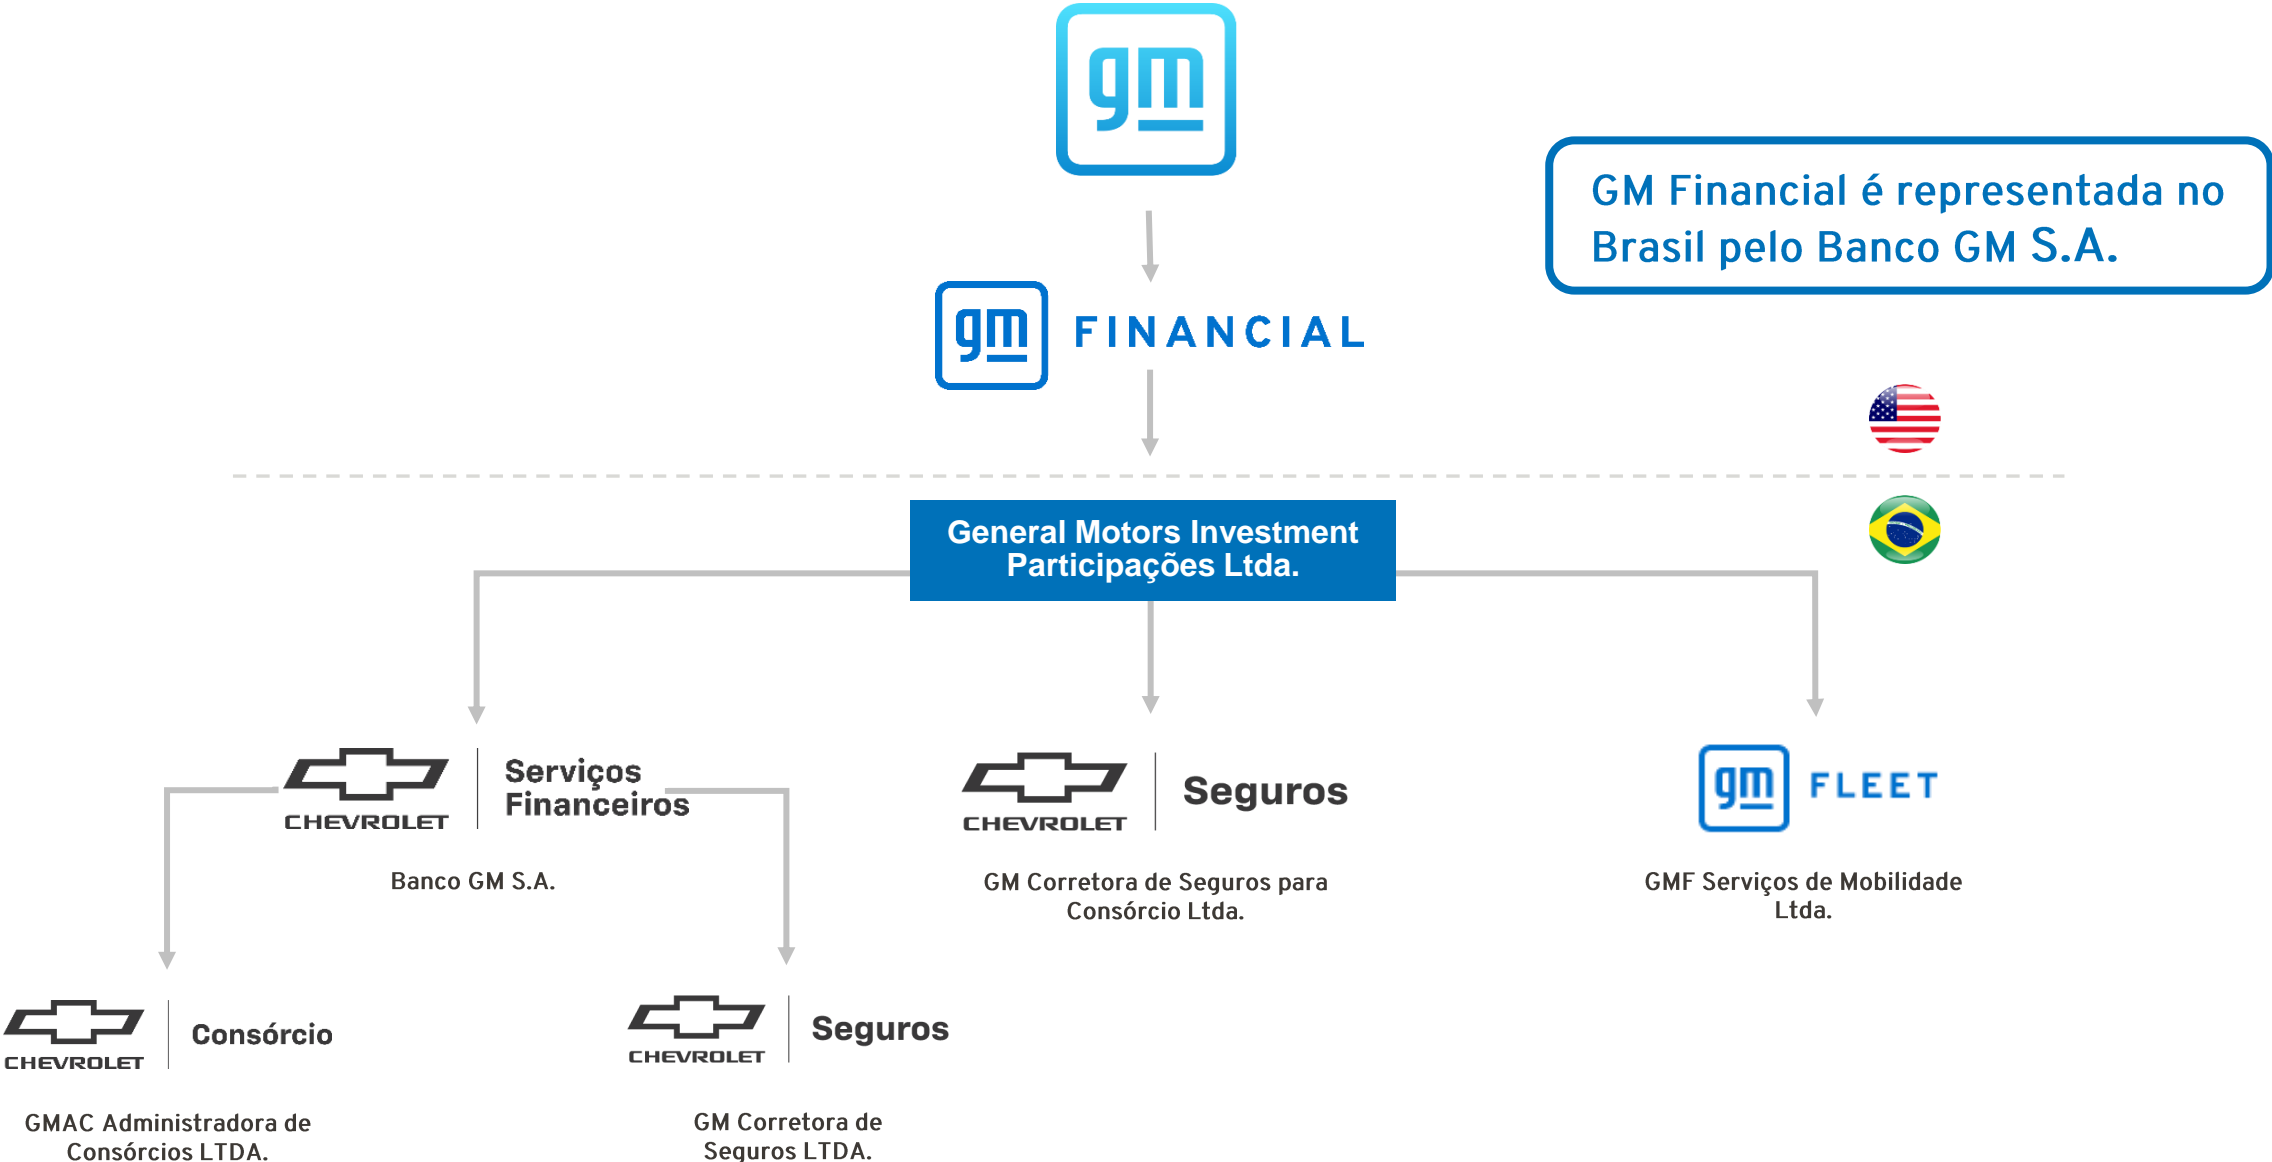 gm
GM Financial é representada no
Brasil pelo Banco GM S.A.
gm FINANCIAL
General Motors Investment
Participações Ltda.
CHEVROLET
Serviços
Financeiros
Banco GM S.A.
CHEVROLET
Seguros
GM Corretora de Seguros para
Consórcio Ltda.
gm FLEET
GMF Serviços de Mobilidade
Ltda.
CHEVROLET
Consórcio
GMAC Administradora de
Consórcios LTDA.
CHEVROLET
Seguros
GM Corretora de
Seguros LTDA.